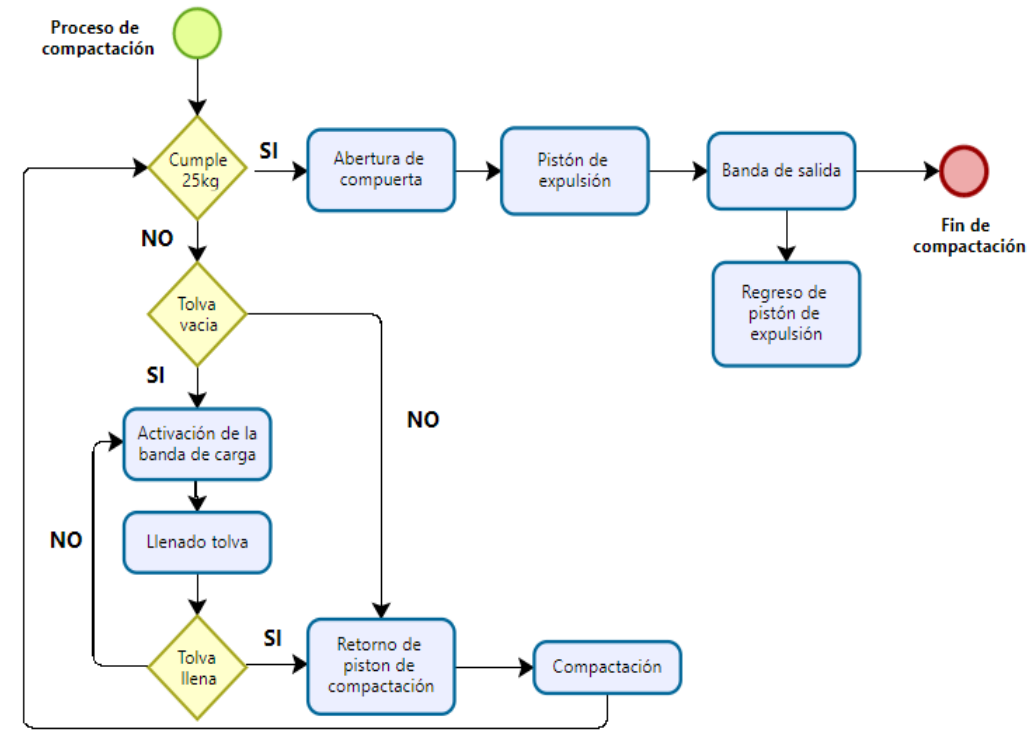 Proceso de
compactación
Cumple
25kg
SI
Abertura de
compuerta
Pistón de
expulsión
Banda de salida
Fin de
compactación
Regreso de
pistón de
expulsión
NO
Tolva
vacia
SI
NO
Activación de la
banda de carga
Llenado tolva
NO
Tolva
llena
SI
Retorno de
piston de
compactación
Compactación